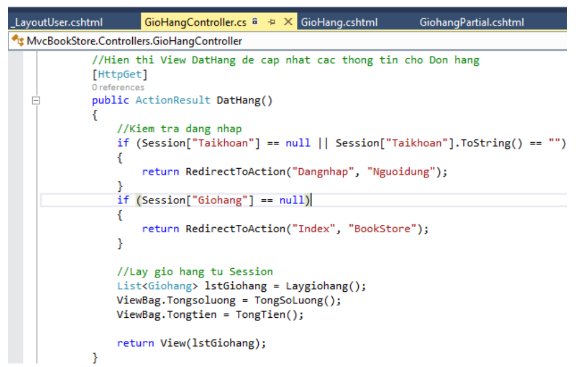 _LayoutUser.cshtml GioHangController.cs GioHang.cshtml GiohangPartial.cshtml
MvcBookStore.Controllers.GioHangController
//Hien thi View DatHang de cap nhat cac thong tin cho Don hang
[HttpGet]
0 references
public ActionResult DatHang()
{
//Kiem tra dang nhap
if (Session["Taikhoan"] == null || Session["Taikhoan"].ToString() == "")
{
return RedirectToAction("Dangnhap", "Nguoidung");
}
if (Session["Giohang"] == null)
{
return RedirectToAction("Index", "BookStore");
}
//Lay gio hang tu Session
List<Giohang> lstGiohang = Laygiohang();
ViewBag.Tongsoluong = TongSoLuong();
ViewBag.Tongtien = TongTien();
return View(lstGiohang);
}